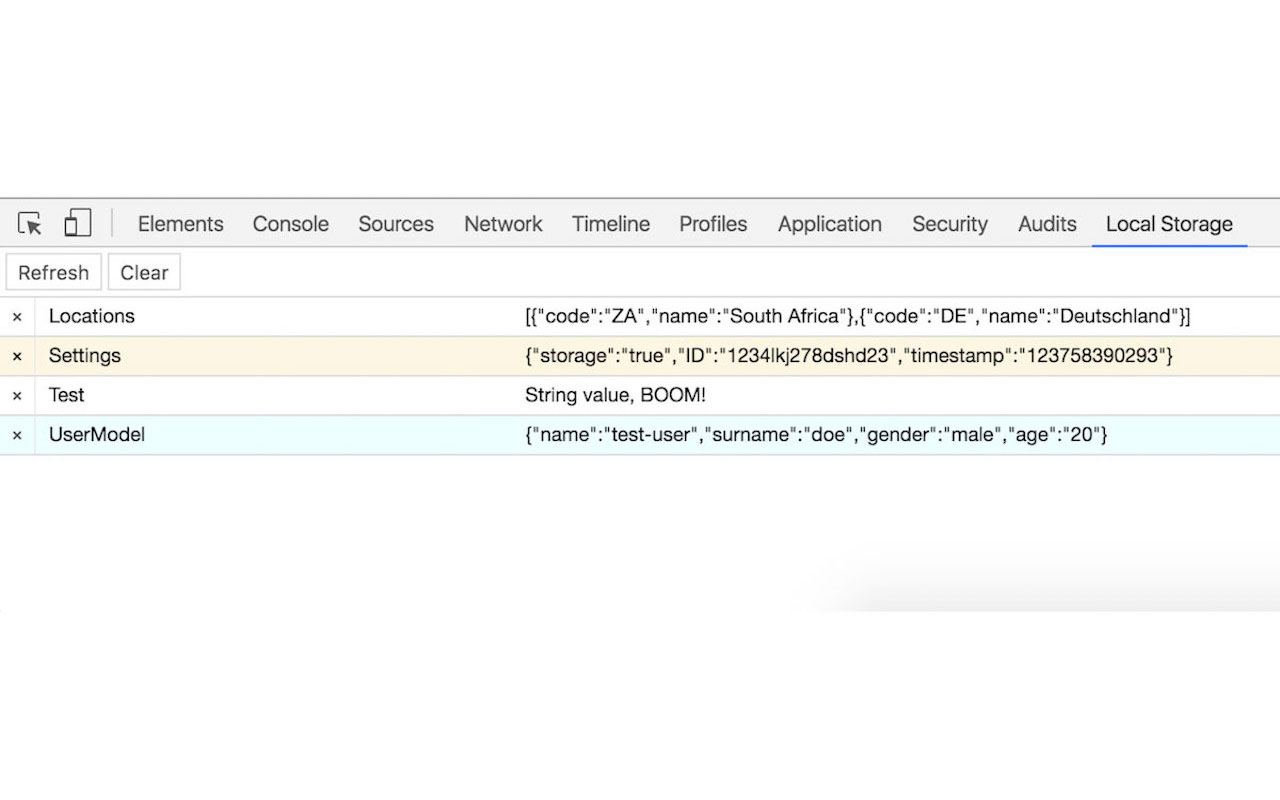 Elements Console Sources Network Timeline Profiles Application Security Audits Local Storage
Refresh Clear
× Locations [{"code":"ZA","name":"South Africa"},{"code":"DE","name":"Deutschland"}]
× Settings {"storage":"true","ID":"1234lkj278dshd23","timestamp":"123758390293"}
× Test String value, BOOM!
× UserModel {"name":"test-user","surname":"doe","gender":"male","age":"20"}